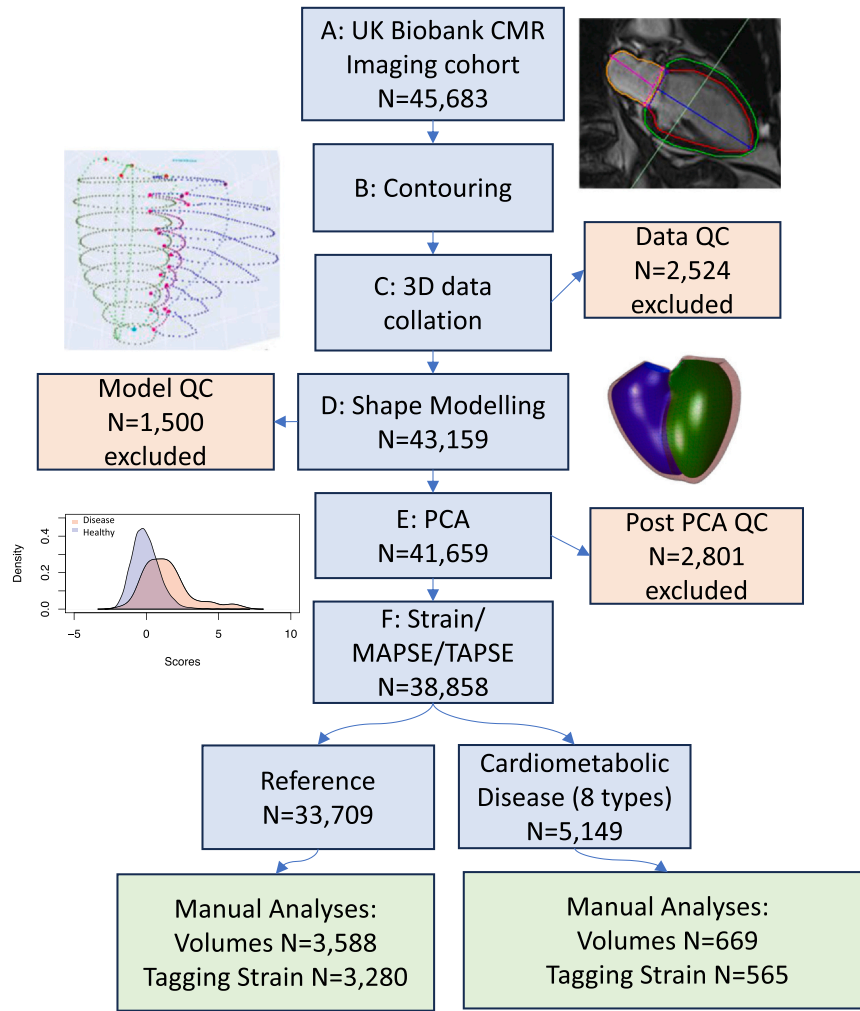 A: UK Biobank CMR
Imaging cohort
N=45,683
B: Contouring
Data QC
N=2,524
excluded
C: 3D data
collation
Model QC
N=1,500
excluded
D: Shape Modelling
N=43,159
E: PCA
N=41,659
Post PCA QC
N=2,801
excluded
Disease
Healthy
Density
0.4
0.2
0.0
−5
0
5
10
Scores
F: Strain/
MAPSE/TAPSE
N=38,858
Reference
N=33,709
Cardiometabolic
Disease (8 types)
N=5,149
Manual Analyses:
Volumes N=3,588
Tagging Strain N=3,280
Manual Analyses:
Volumes N=669
Tagging Strain N=565